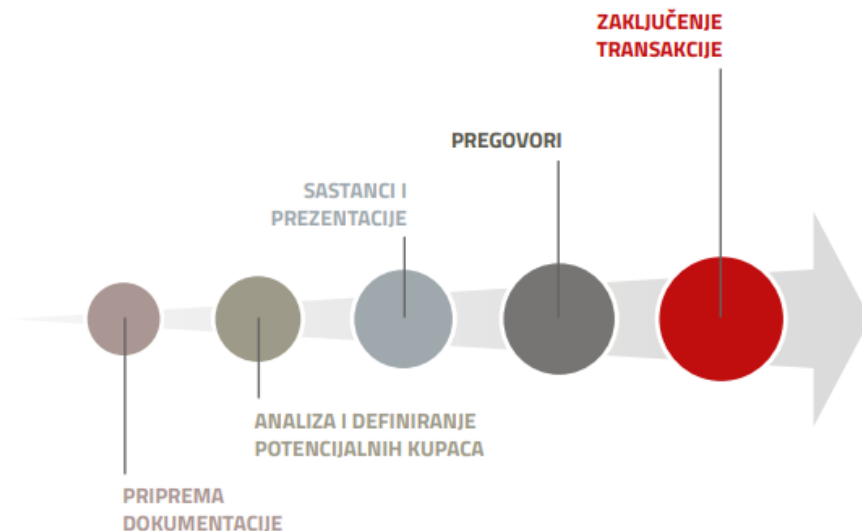 ZAKLJUČENJE
TRANSAKCIJE
PREGOVORI
SASTANCI I
PREZENTACIJE
ANALIZA I DEFINIRANJE
POTENCIJALNIH KUPACA
PRIPREMA
DOKUMENTACIJE